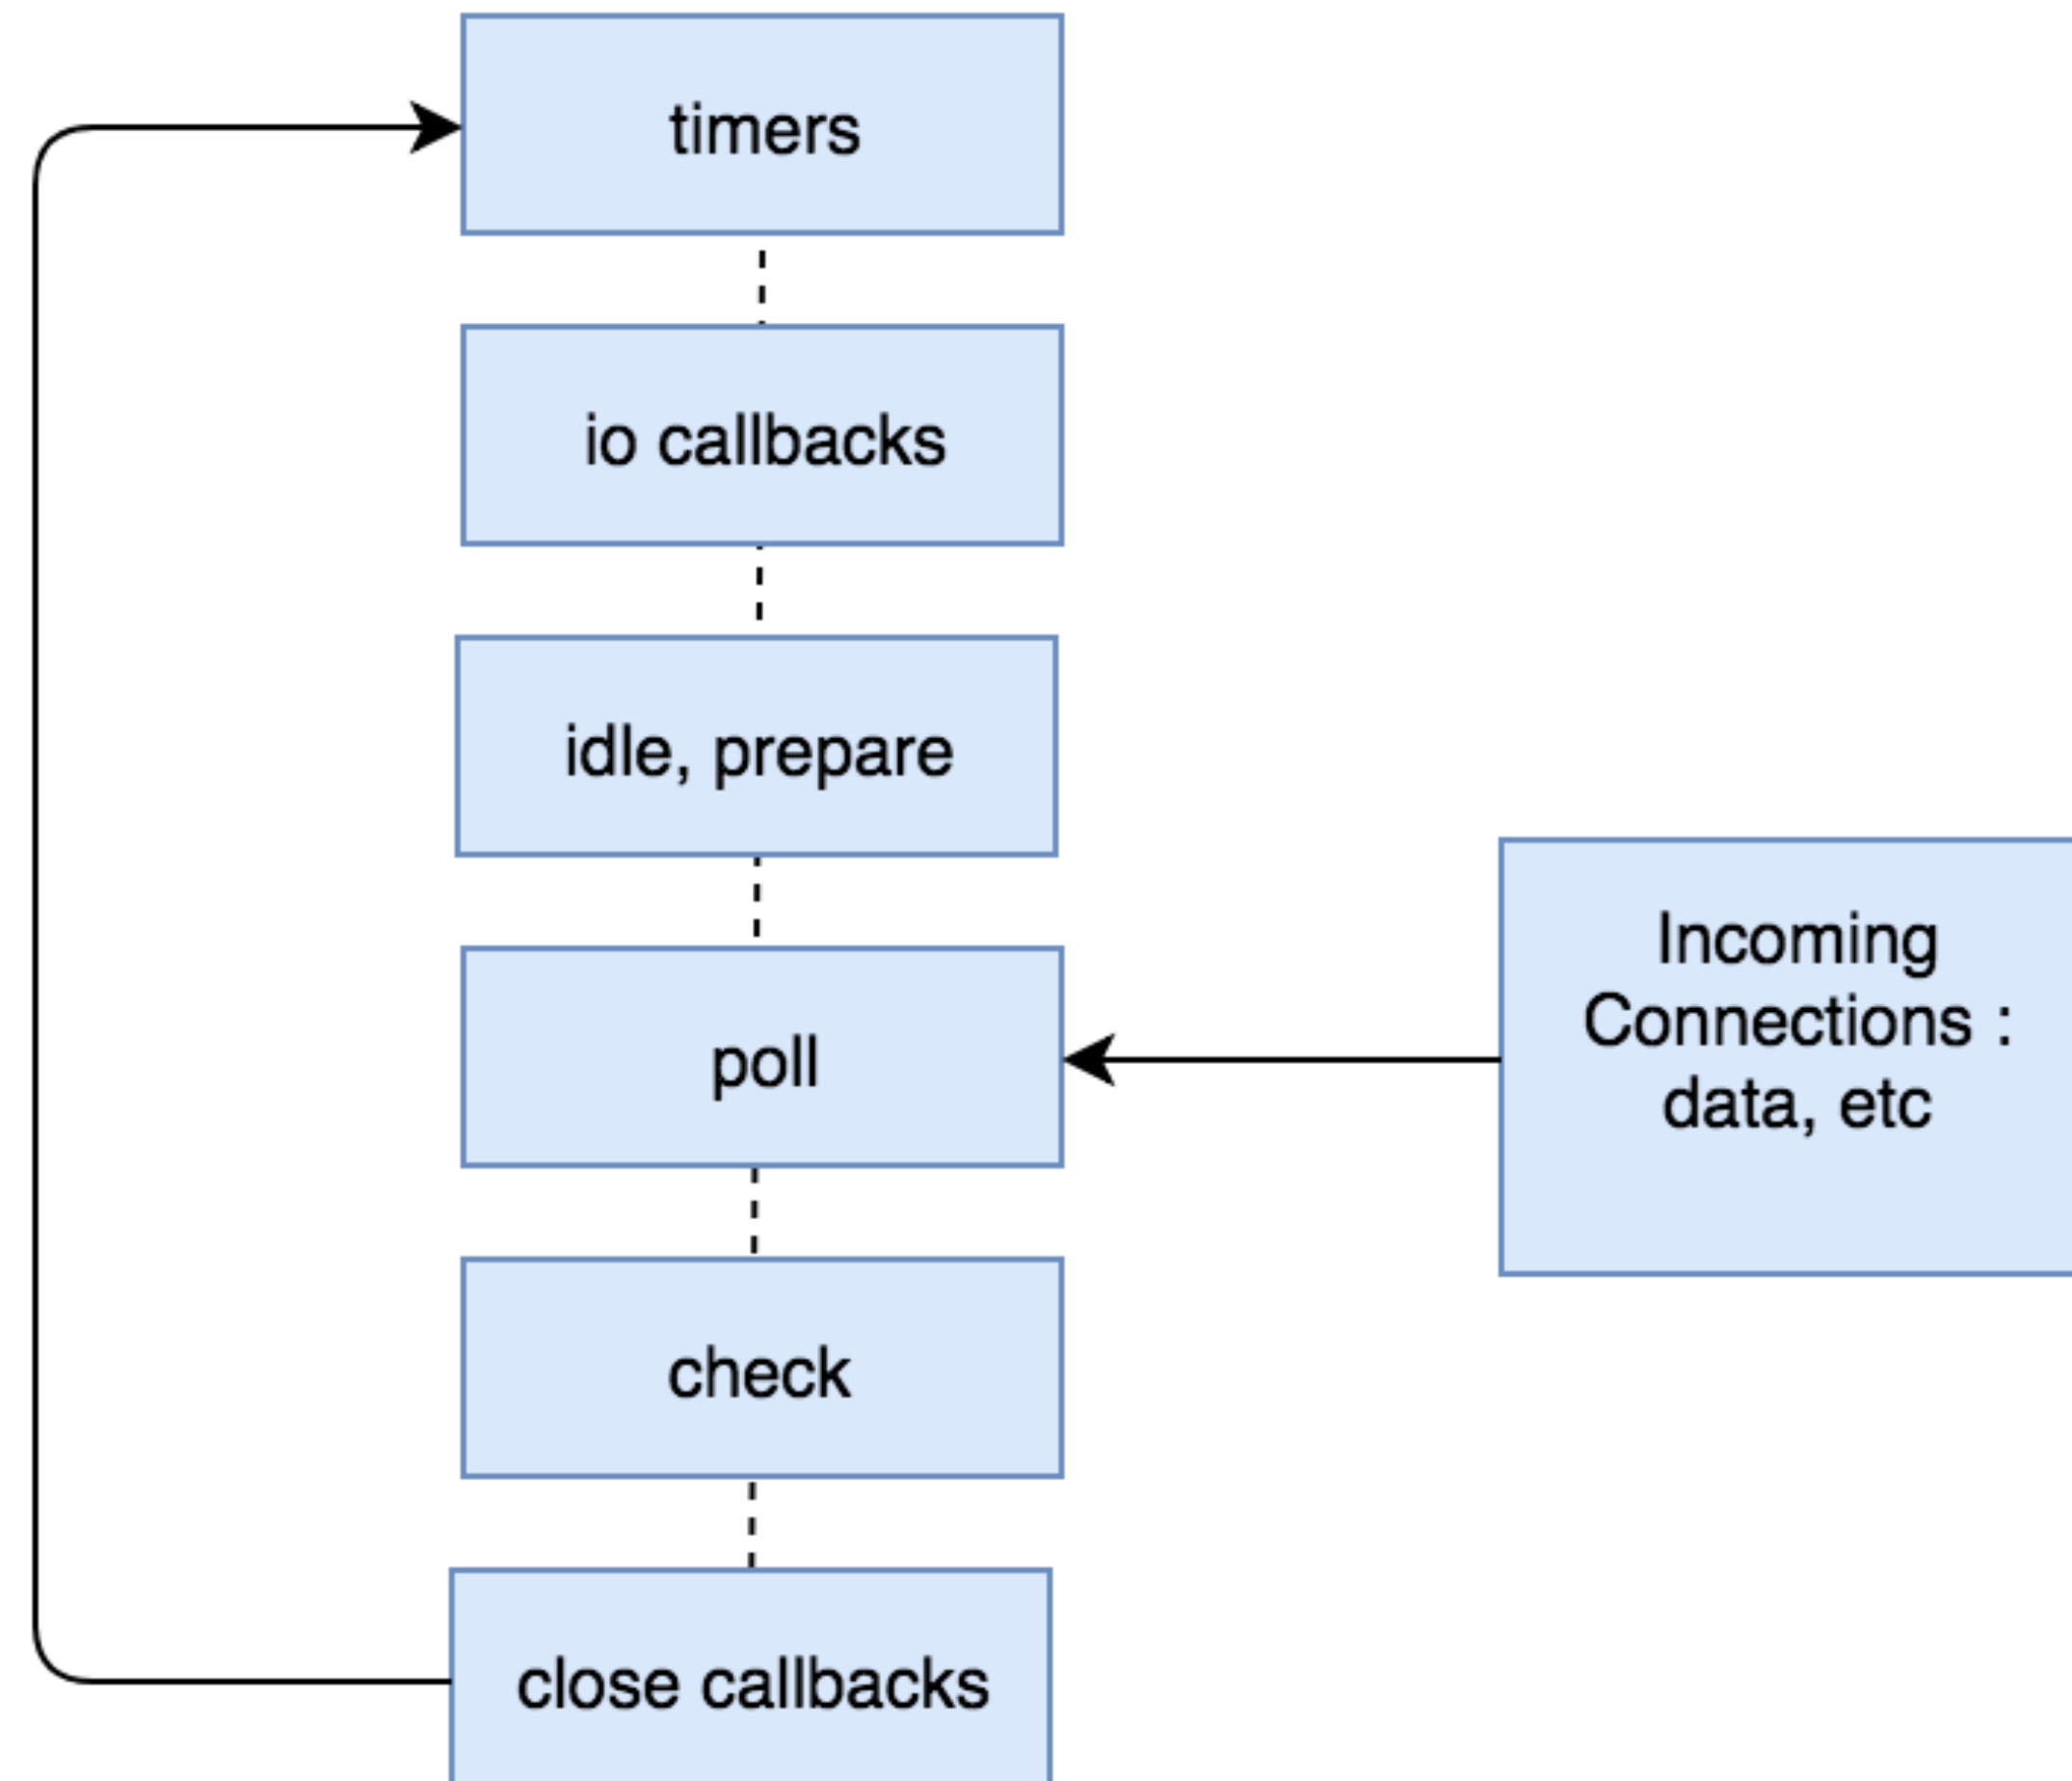 timers
io callbacks
idle, prepare
poll
Incoming
Connections :
data, etc
check
close callbacks